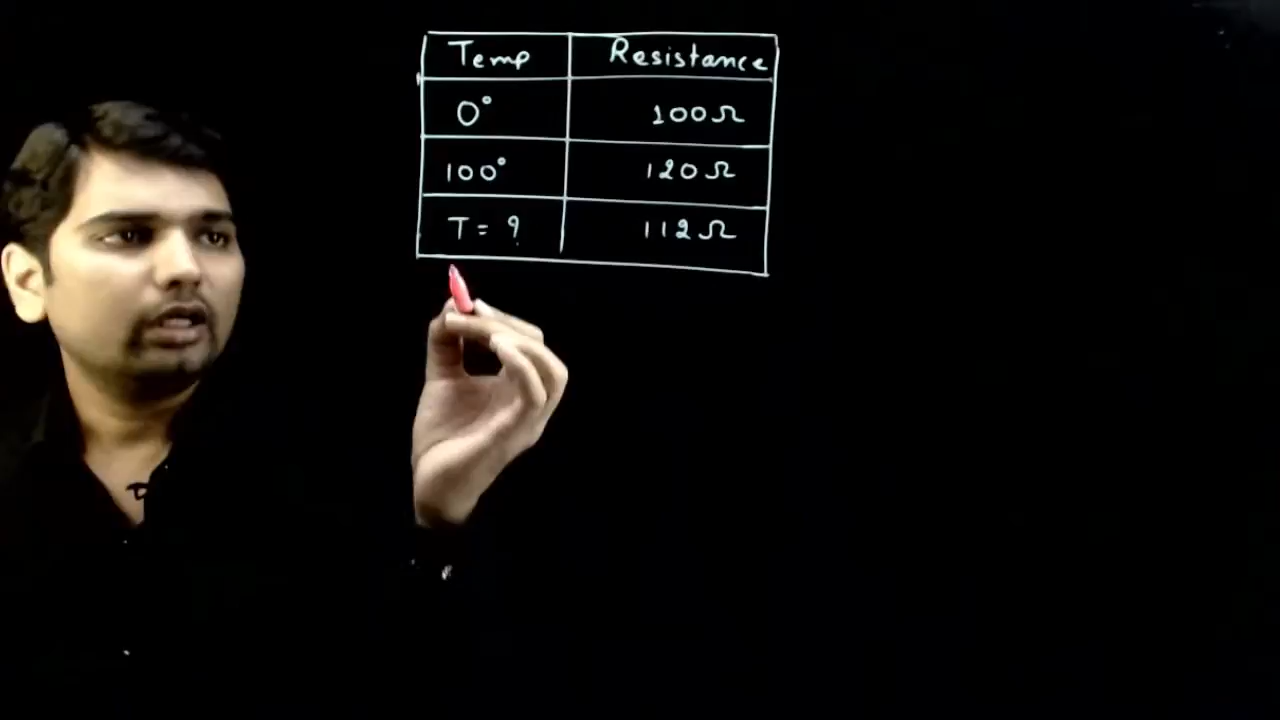 Temp Resistance
0° 100Ω
100° 120Ω
T = ? 112Ω